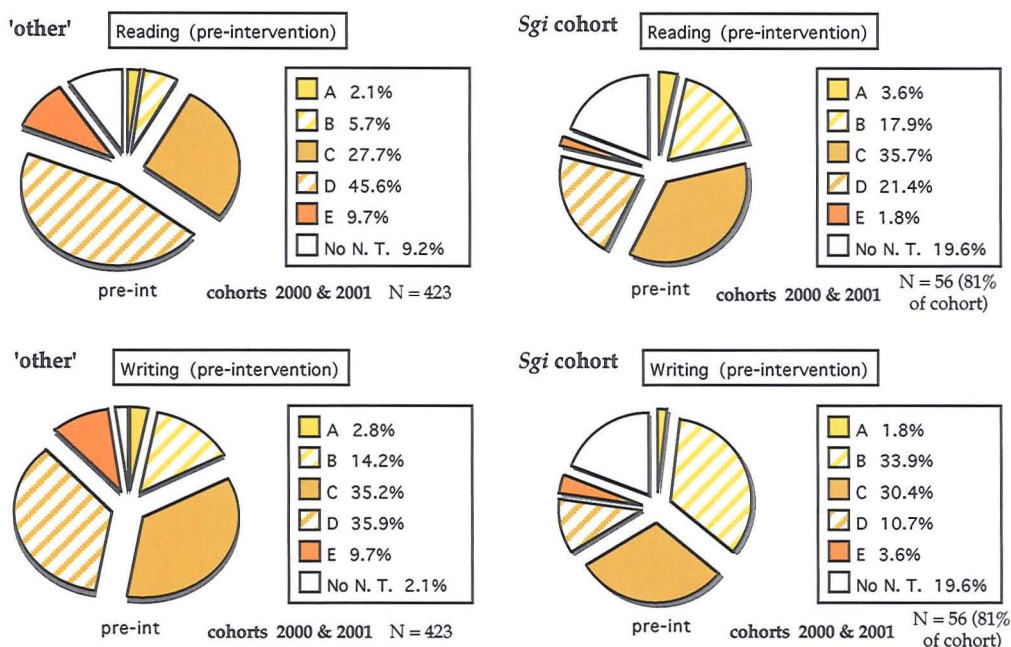 'other'
Reading (pre-intervention)
A 2.1%
B 5.7%
C 27.7%
D 45.6%
E 9.7%
No N. T. 9.2%
pre-int
cohorts 2000 & 2001 N = 423
Sgi cohort
Reading (pre-intervention)
A 3.6%
B 17.9%
C 35.7%
D 21.4%
E 1.8%
No N. T. 19.6%
pre-int
cohorts 2000 & 2001
N = 56 (81%
of cohort)
'other'
Writing (pre-intervention)
A 2.8%
B 14.2%
C 35.2%
D 35.9%
E 9.7%
No N. T. 2.1%
pre-int
cohorts 2000 & 2001 N = 423
Sgi cohort
Writing (pre-intervention)
A 1.8%
B 33.9%
C 30.4%
D 10.7%
E 3.6%
No N. T. 19.6%
pre-int
cohorts 2000 & 2001
N = 56 (81%
of cohort)